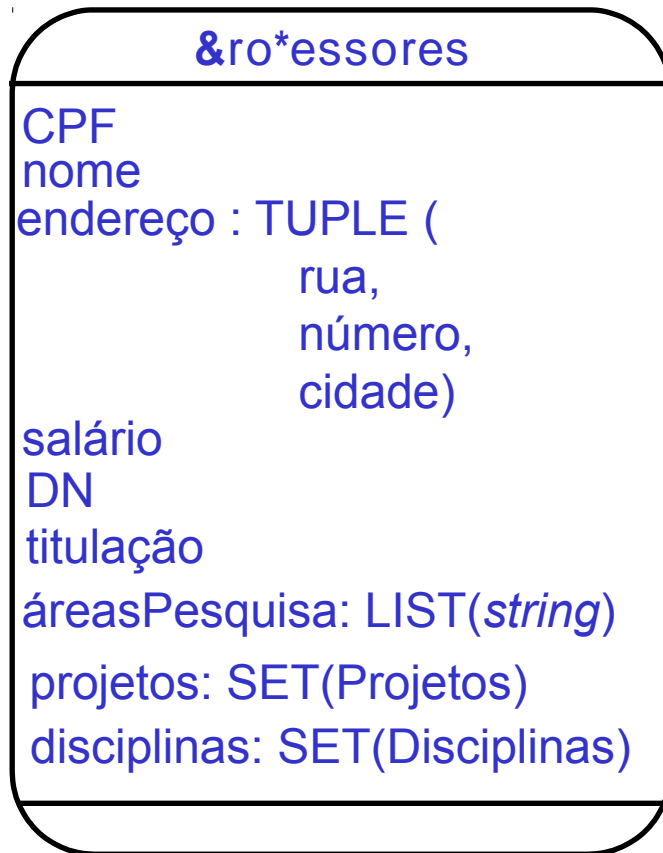 &ro*essores
CPF
nome
endereço : TUPLE (
rua,
número,
cidade)
salário
DN
titulação
áreasPesquisa: LIST(string)
projetos: SET(Projetos)
disciplinas: SET(Disciplinas)